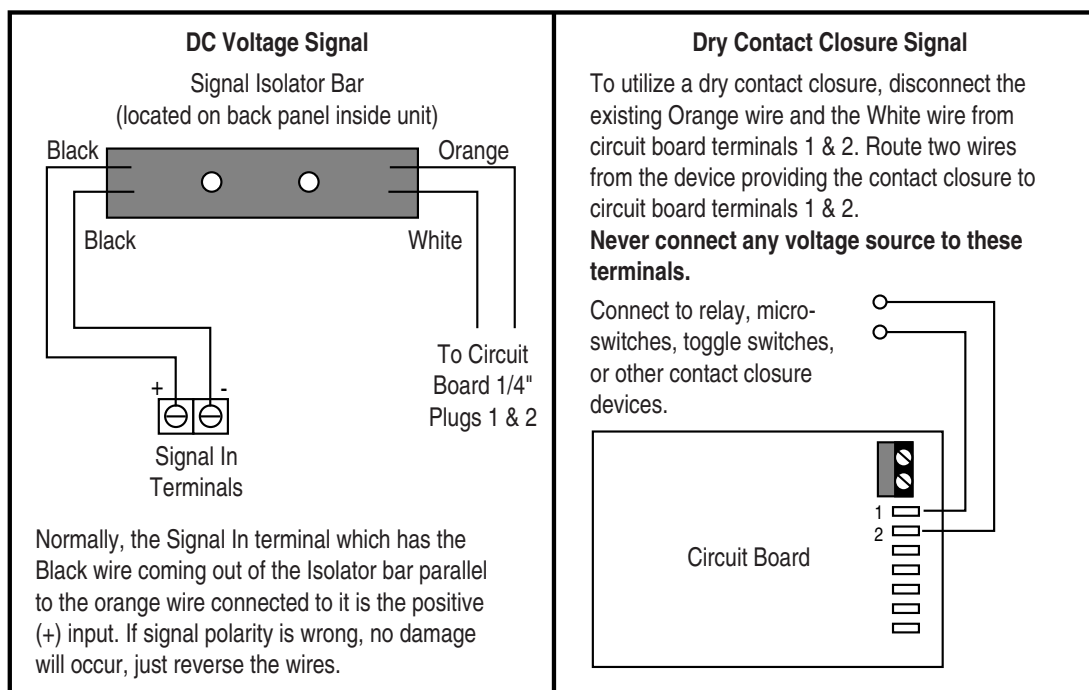 DC Voltage Signal
Signal Isolator Bar
(located on back panel inside unit)
Black
Orange
Black
White
To Circuit
Board 1/4"
Plugs 1 & 2
+
-
Signal In
Terminals
Normally, the Signal In terminal which has the
Black wire coming out of the Isolator bar parallel
to the orange wire connected to it is the positive
(+) input. If signal polarity is wrong, no damage
will occur, just reverse the wires.
Dry Contact Closure Signal
To utilize a dry contact closure, disconnect the
existing Orange wire and the White wire from
circuit board terminals 1 & 2. Route two wires
from the device providing the contact closure to
circuit board terminals 1 & 2.
Never connect any voltage source to these
terminals.
Connect to relay, micro-
switches, toggle switches,
or other contact closure
devices.
1
2
Circuit Board